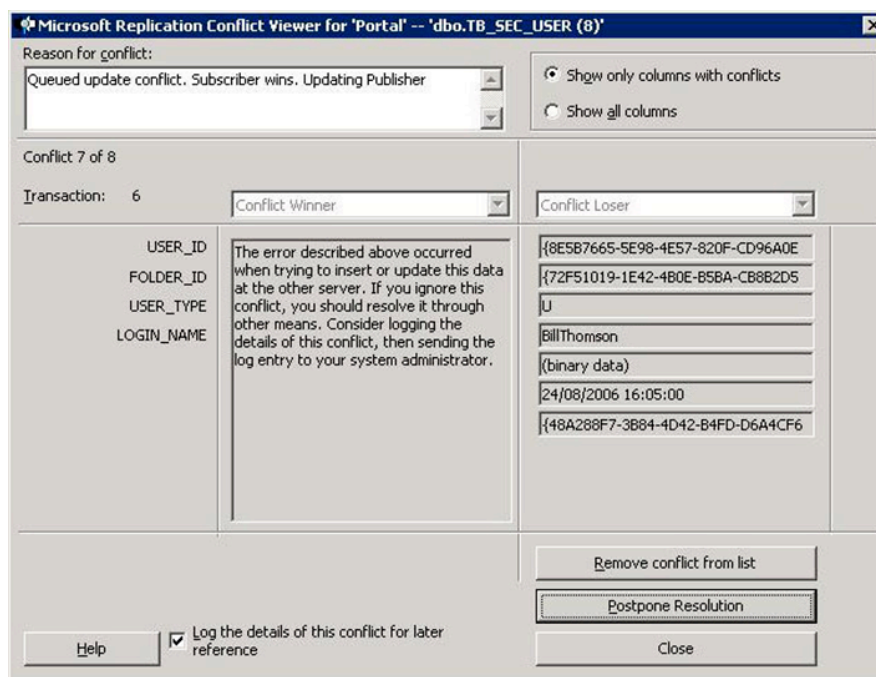 Microsoft Replication Conflict Viewer for 'Portal' -- 'dbo.TB_SEC_USER (8)'
Reason for conflict:
Queued update conflict. Subscriber wins. Updating Publisher
Show only columns with conflicts
Show all columns
Conflict 7 of 8
Transaction: 6
Conflict Winner
Conflict Loser
USER_ID
FOLDER_ID
USER_TYPE
LOGIN_NAME
The error described above occurred
when trying to insert or update this data
at the other server. If you ignore this
conflict, you should resolve it through
other means. Consider logging the
details of this conflict, then sending the
log entry to your system administrator.
{8E5B7665-5E98-4E57-820F-CD96A0E
{72F51019-1E42-4B0E-B5BA-CB8B2D5
U
BillThomson
(binary data)
24/08/2006 16:05:00
{48A288F7-3B84-4D42-B4FD-D6A4CF6
Remove conflict from list
Postpone Resolution
Help
Log the details of this conflict for later
reference
Close